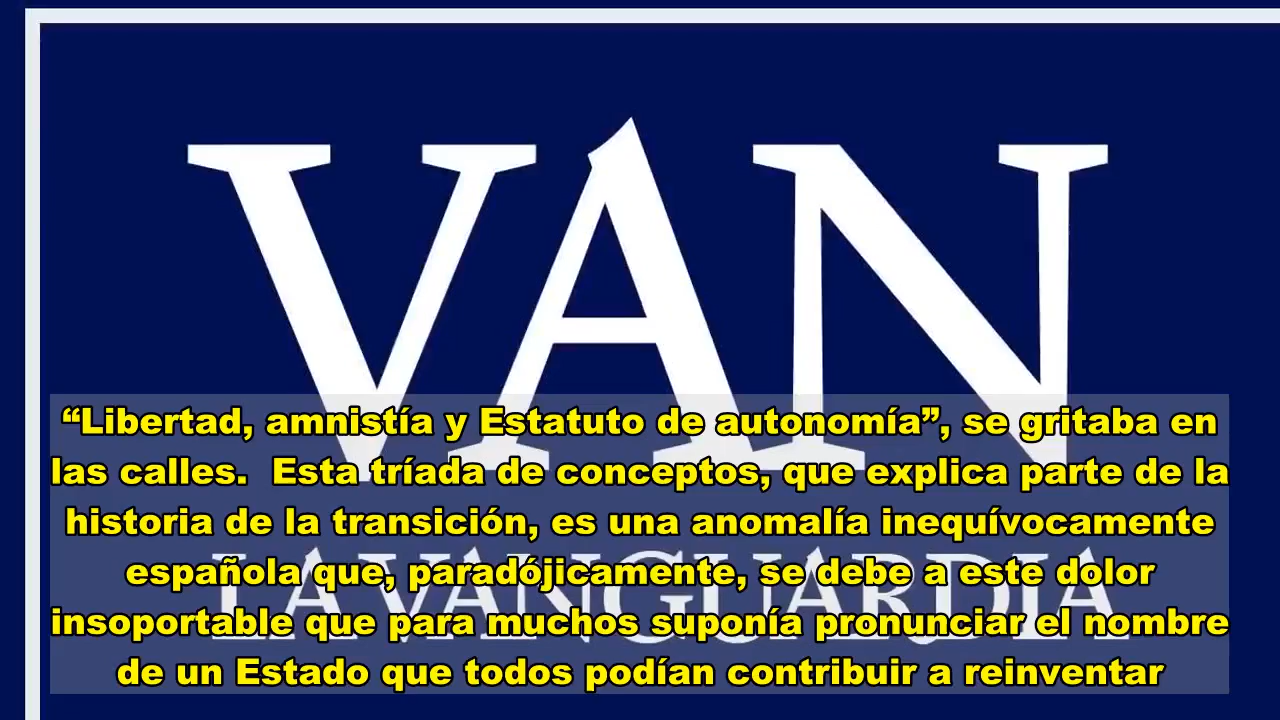 VAN
LA VANGUARDIA
“Libertad, amnistía y Estatuto de autonomía”, se gritaba en
las calles.  Esta tríada de conceptos, que explica parte de la
historia de la transición, es una anomalía inequívocamente
española que, paradójicamente, se debe a este dolor
insoportable que para muchos suponía pronunciar el nombre
de un Estado que todos podían contribuir a reinventar